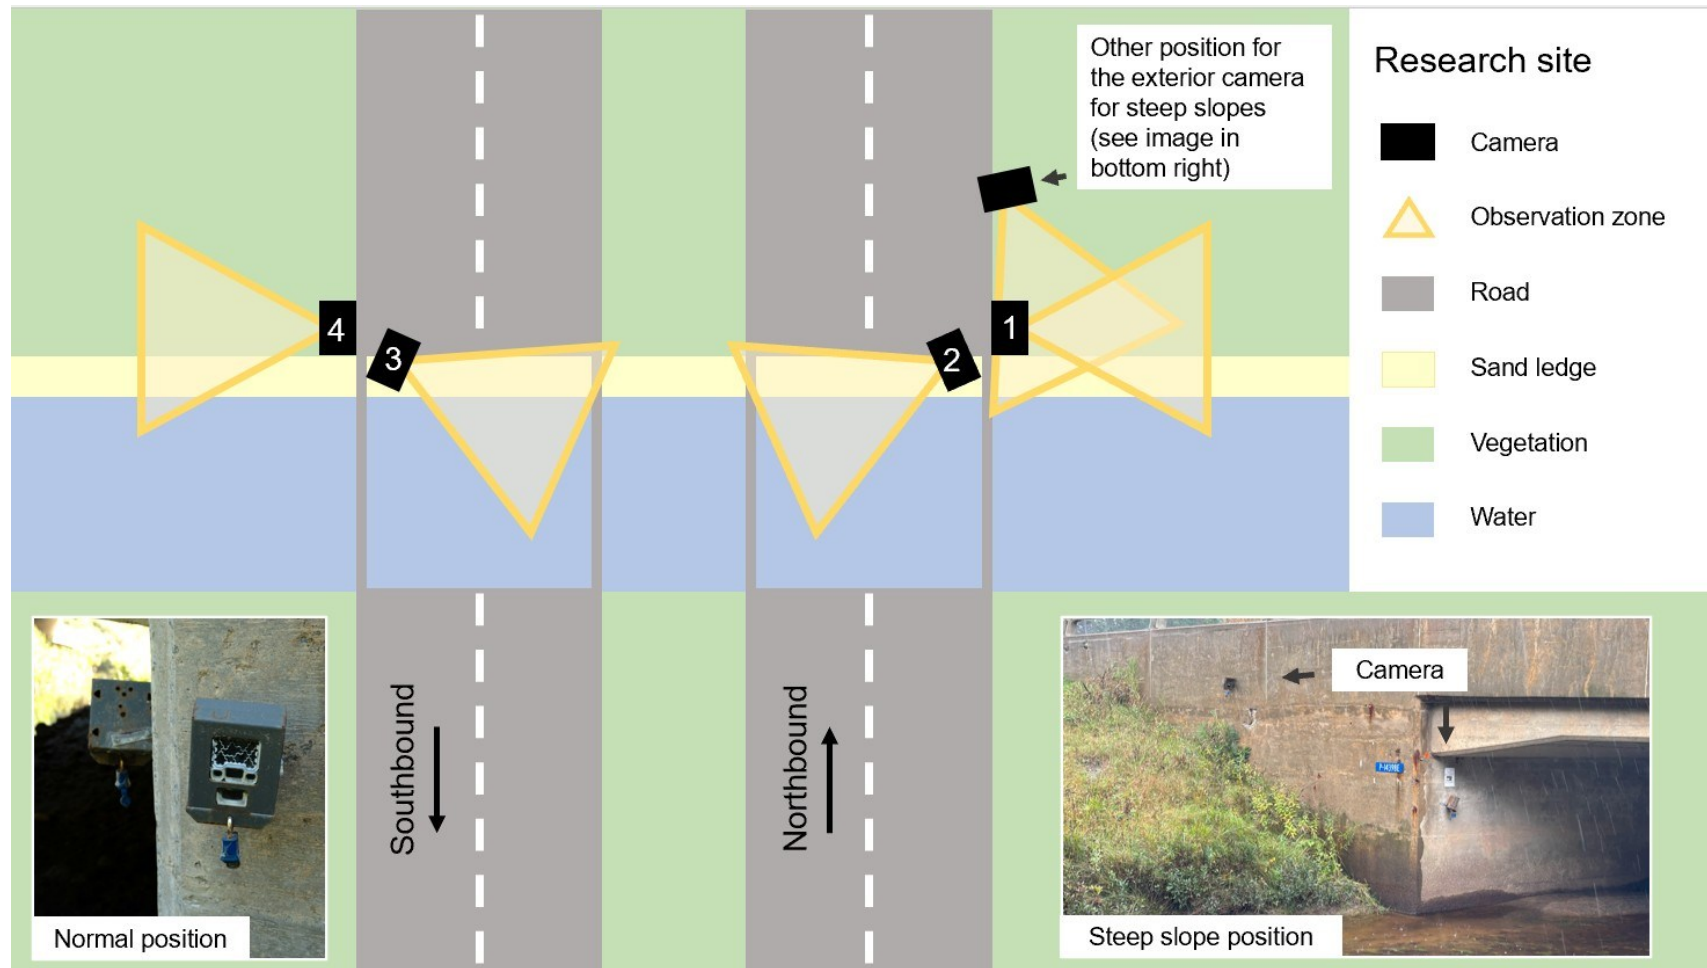 Other position for
the exterior camera
for steep slopes
(see image in
bottom right)
Research site
Camera
Observation zone
Road
Sand ledge
Vegetation
Water
4
3
2
1
Southbound
Northbound
Normal position
Camera
Steep slope position